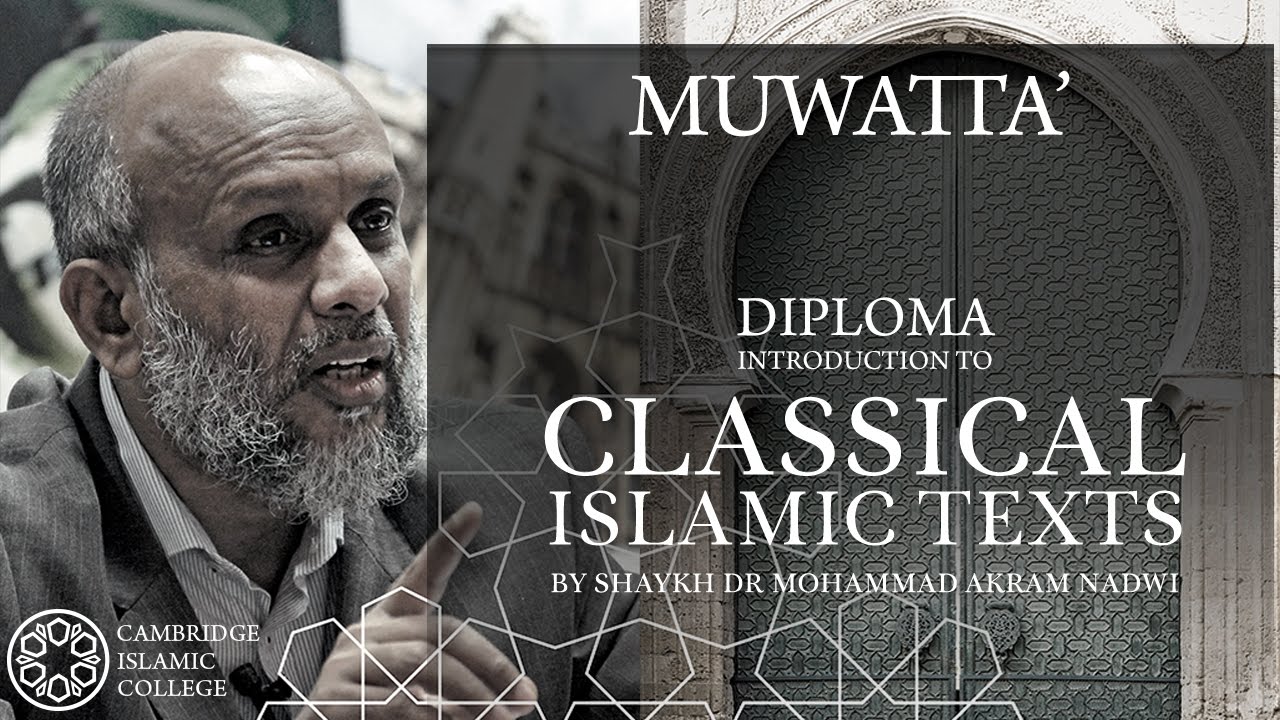 MUWATTA’
DIPLOMA
INTRODUCTION TO
CLASSICAL
ISLAMIC TEXTS
BY SHAYKH DR MOHAMMAD AKRAM NADWI
CAMBRIDGE
ISLAMIC
COLLEGE